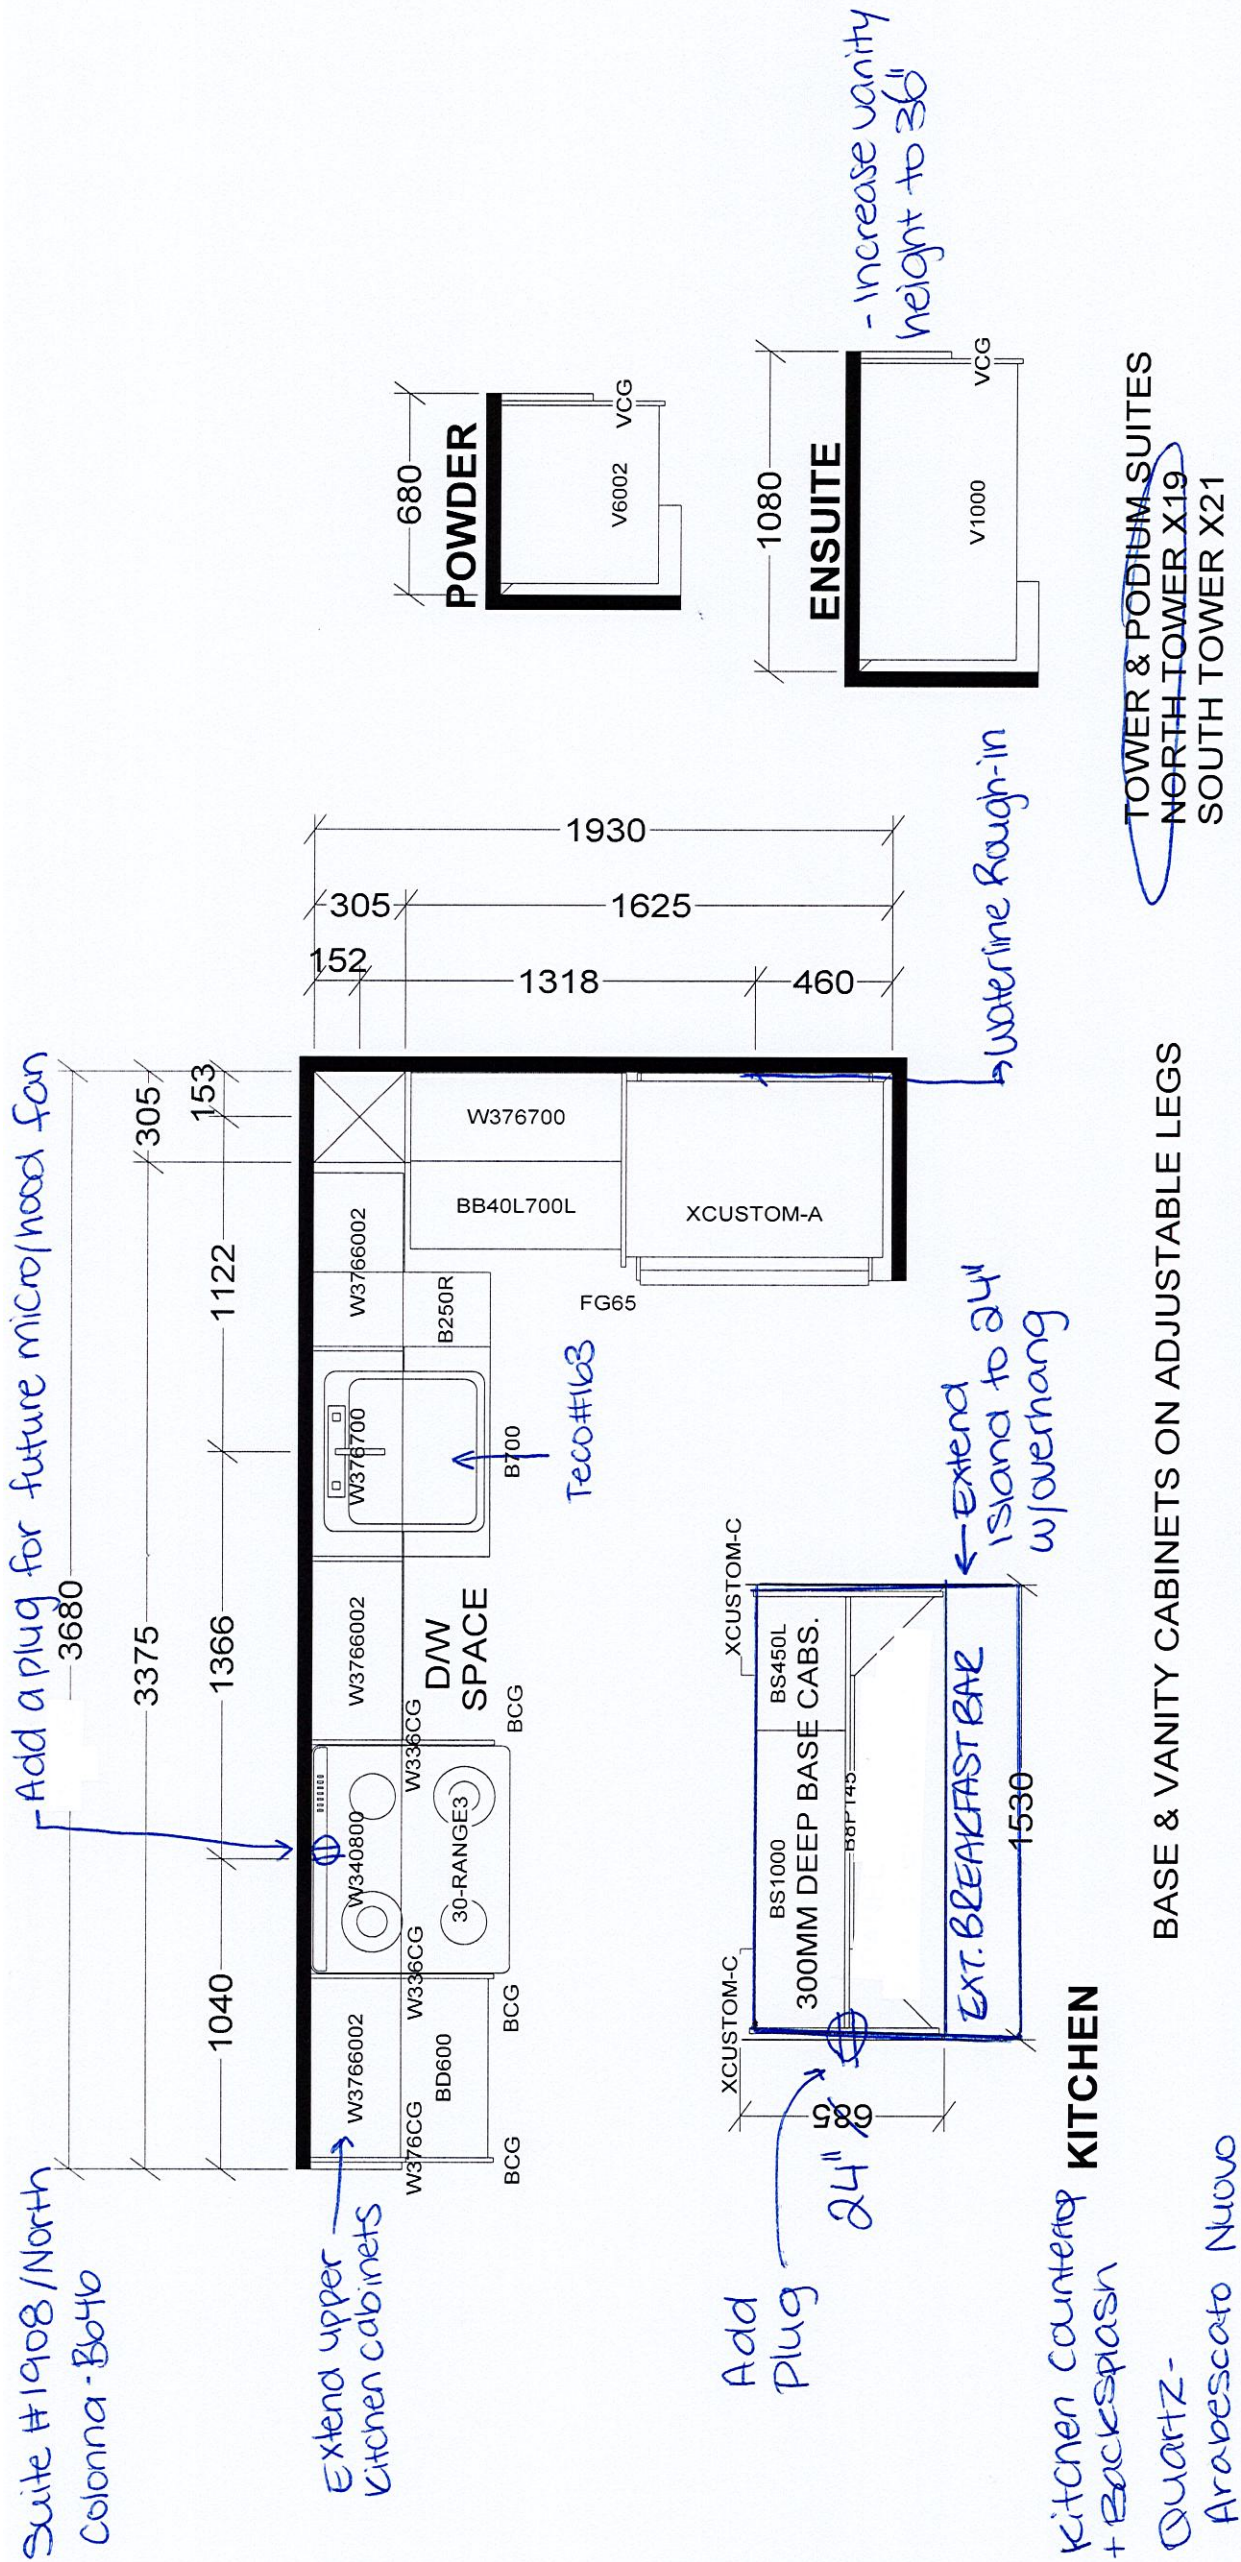 Suite #1908/North
Colonna-B64b
-Add a plug for future micro/hood fan
3680
3375
305
1040
1366
1122
153
Extend upper
kitchen cabinets
W3766002
W376CG
BD600
BCG
W336CG
BCG
W340800
30-RANGE3
W336CG
BCG
W3766002
D/W
SPACE
W376700
B700
Teco#163
W3766002
B250R
W376700
BB40L700L
XCUSTOM-A
FG65
152
305
1318
1625
1930
460
Waterline Rough-in
POWDER
680
V6002
VCG
ENSUITE
1080
V1000
VCG
- Increase vanity
height to 36"
Add
Plug
24"
685
XCUSTOM-C
XCUSTOM-C
BS1000
BS450L
300MM DEEP BASE CABS.
B8PT45
EXT. BREAKFAST BAR
1530
Extend
island to 24"
w/overhang
KITCHEN
Kitchen Countertop
+ Backsplash
Quartz-
Arabescato Nuovo
BASE & VANITY CABINETS ON ADJUSTABLE LEGS
TOWER & PODIUM SUITES
NORTH TOWER X19
SOUTH TOWER X21